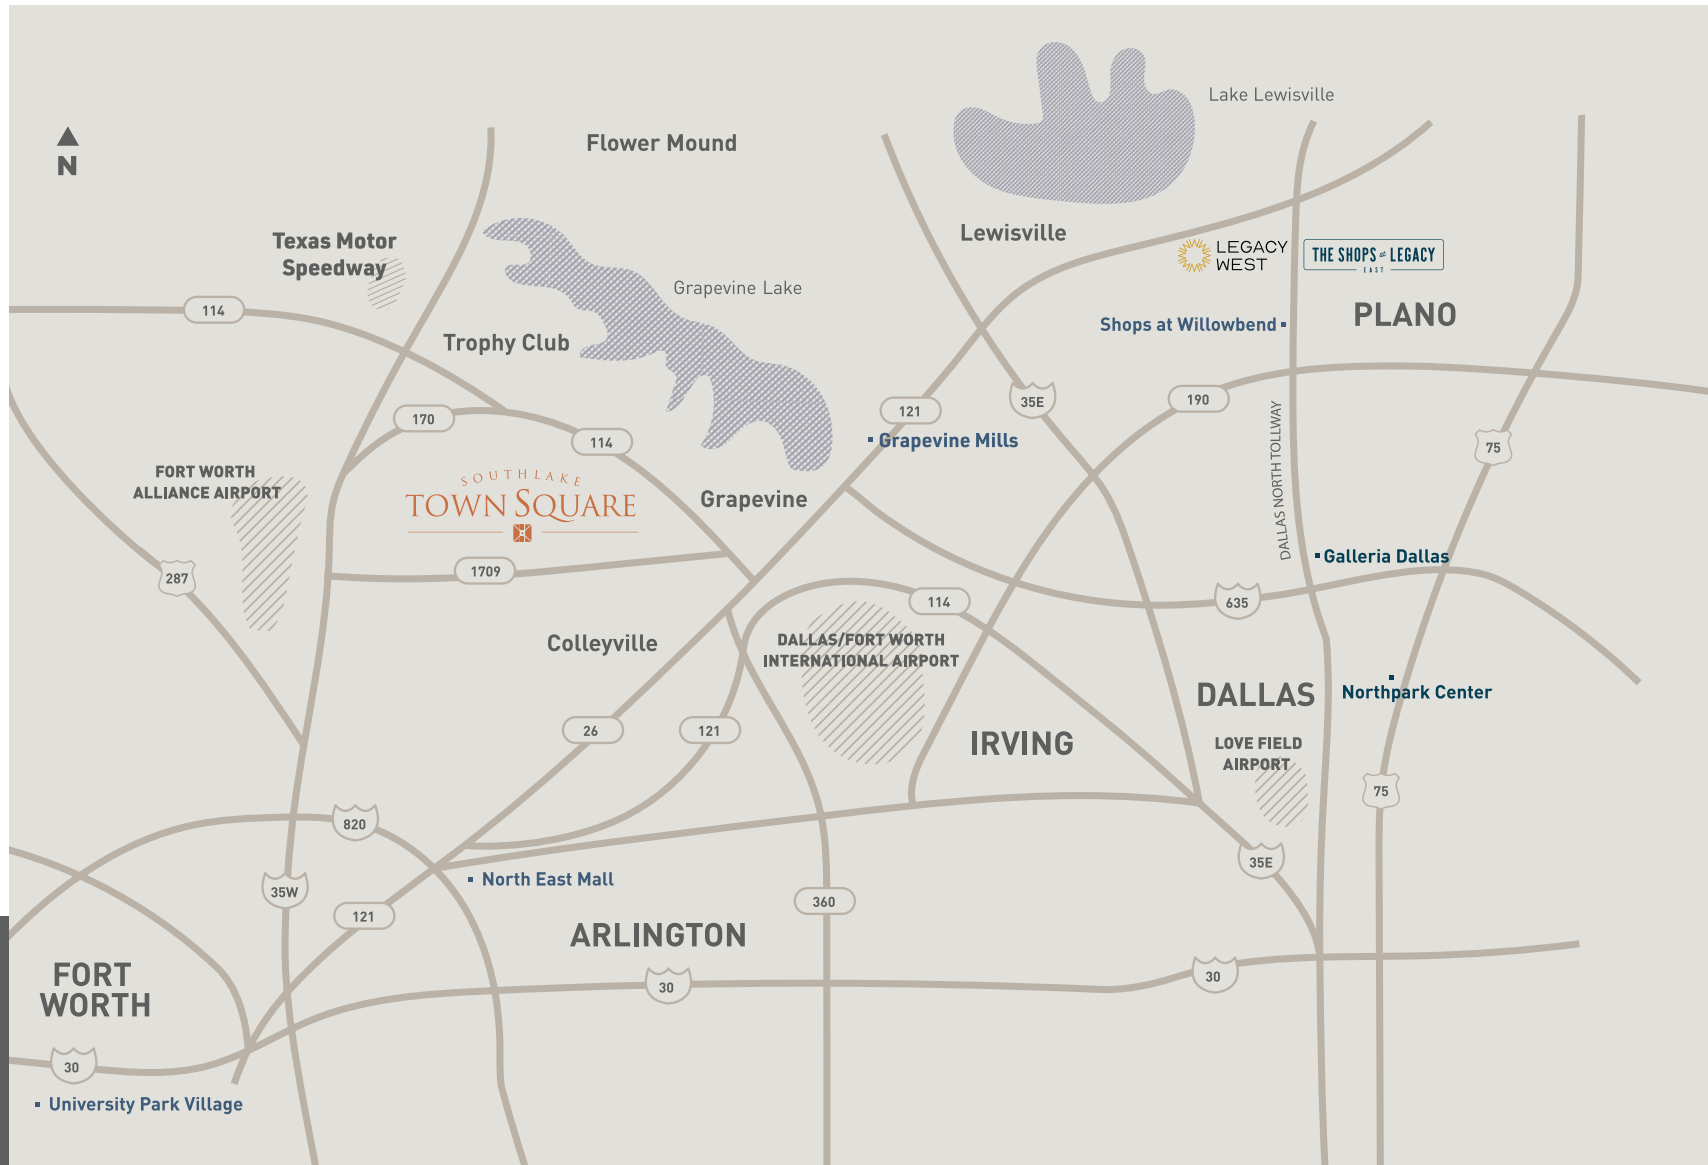 Lake Lewisville
Flower Mound
N
Lewisville
Texas Motor
Speedway
LEGACY
WEST
THE SHOPS at LEGACY
EAST
Grapevine Lake
114
PLANO
Shops at Willowbend
Trophy Club
35E
190
121
170
114
Grapevine Mills
75
DALLAS NORTH TOLLWAY
FORT WORTH
ALLIANCE AIRPORT
SOUTHLAKE
TOWN SQUARE
Grapevine
Galleria Dallas
1709
287
114
635
Colleyville
DALLAS/FORT WORTH
INTERNATIONAL AIRPORT
DALLAS
Northpark Center
26
121
IRVING
LOVE FIELD
AIRPORT
75
820
35E
North East Mall
35W
121
360
ARLINGTON
FORT
WORTH
30
30
30
University Park Village